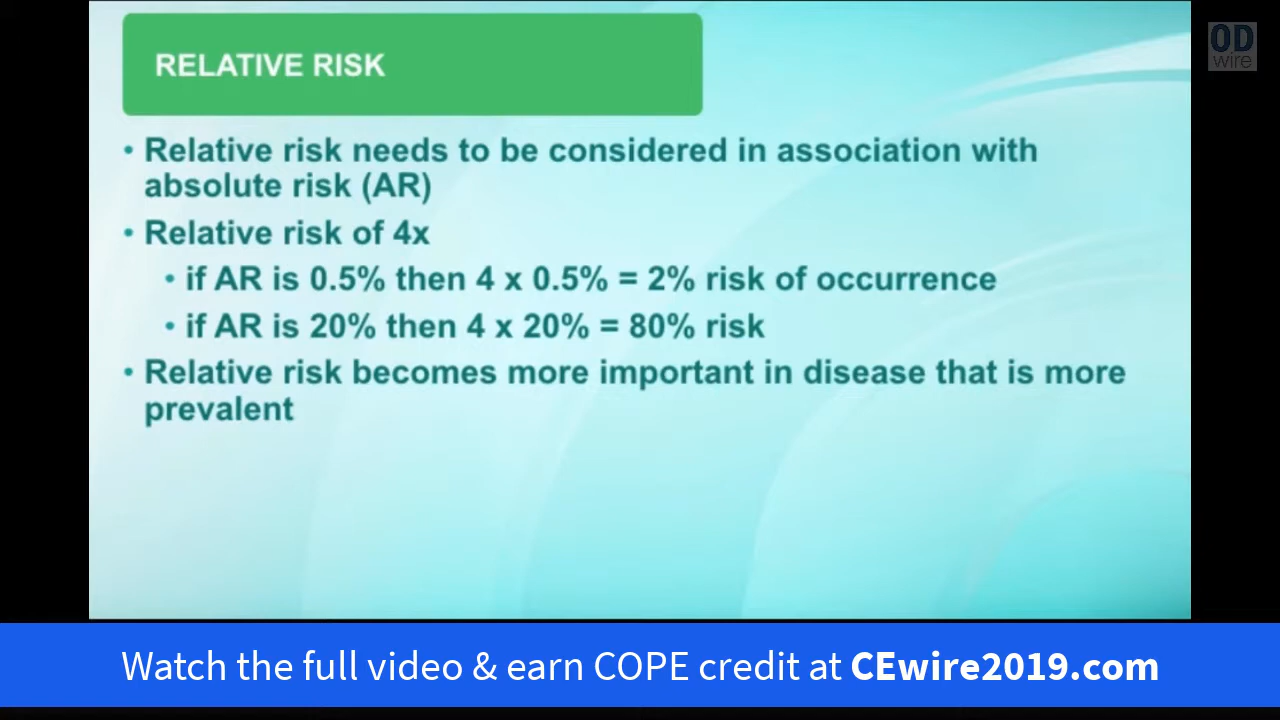 OD
wire
RELATIVE RISK
• Relative risk needs to be considered in association with
absolute risk (AR)
• Relative risk of 4x
• if AR is 0.5% then 4 x 0.5% = 2% risk of occurrence
• if AR is 20% then 4 x 20% = 80% risk
• Relative risk becomes more important in disease that is more
prevalent
Watch the full video & earn COPE credit at CEwire2019.com